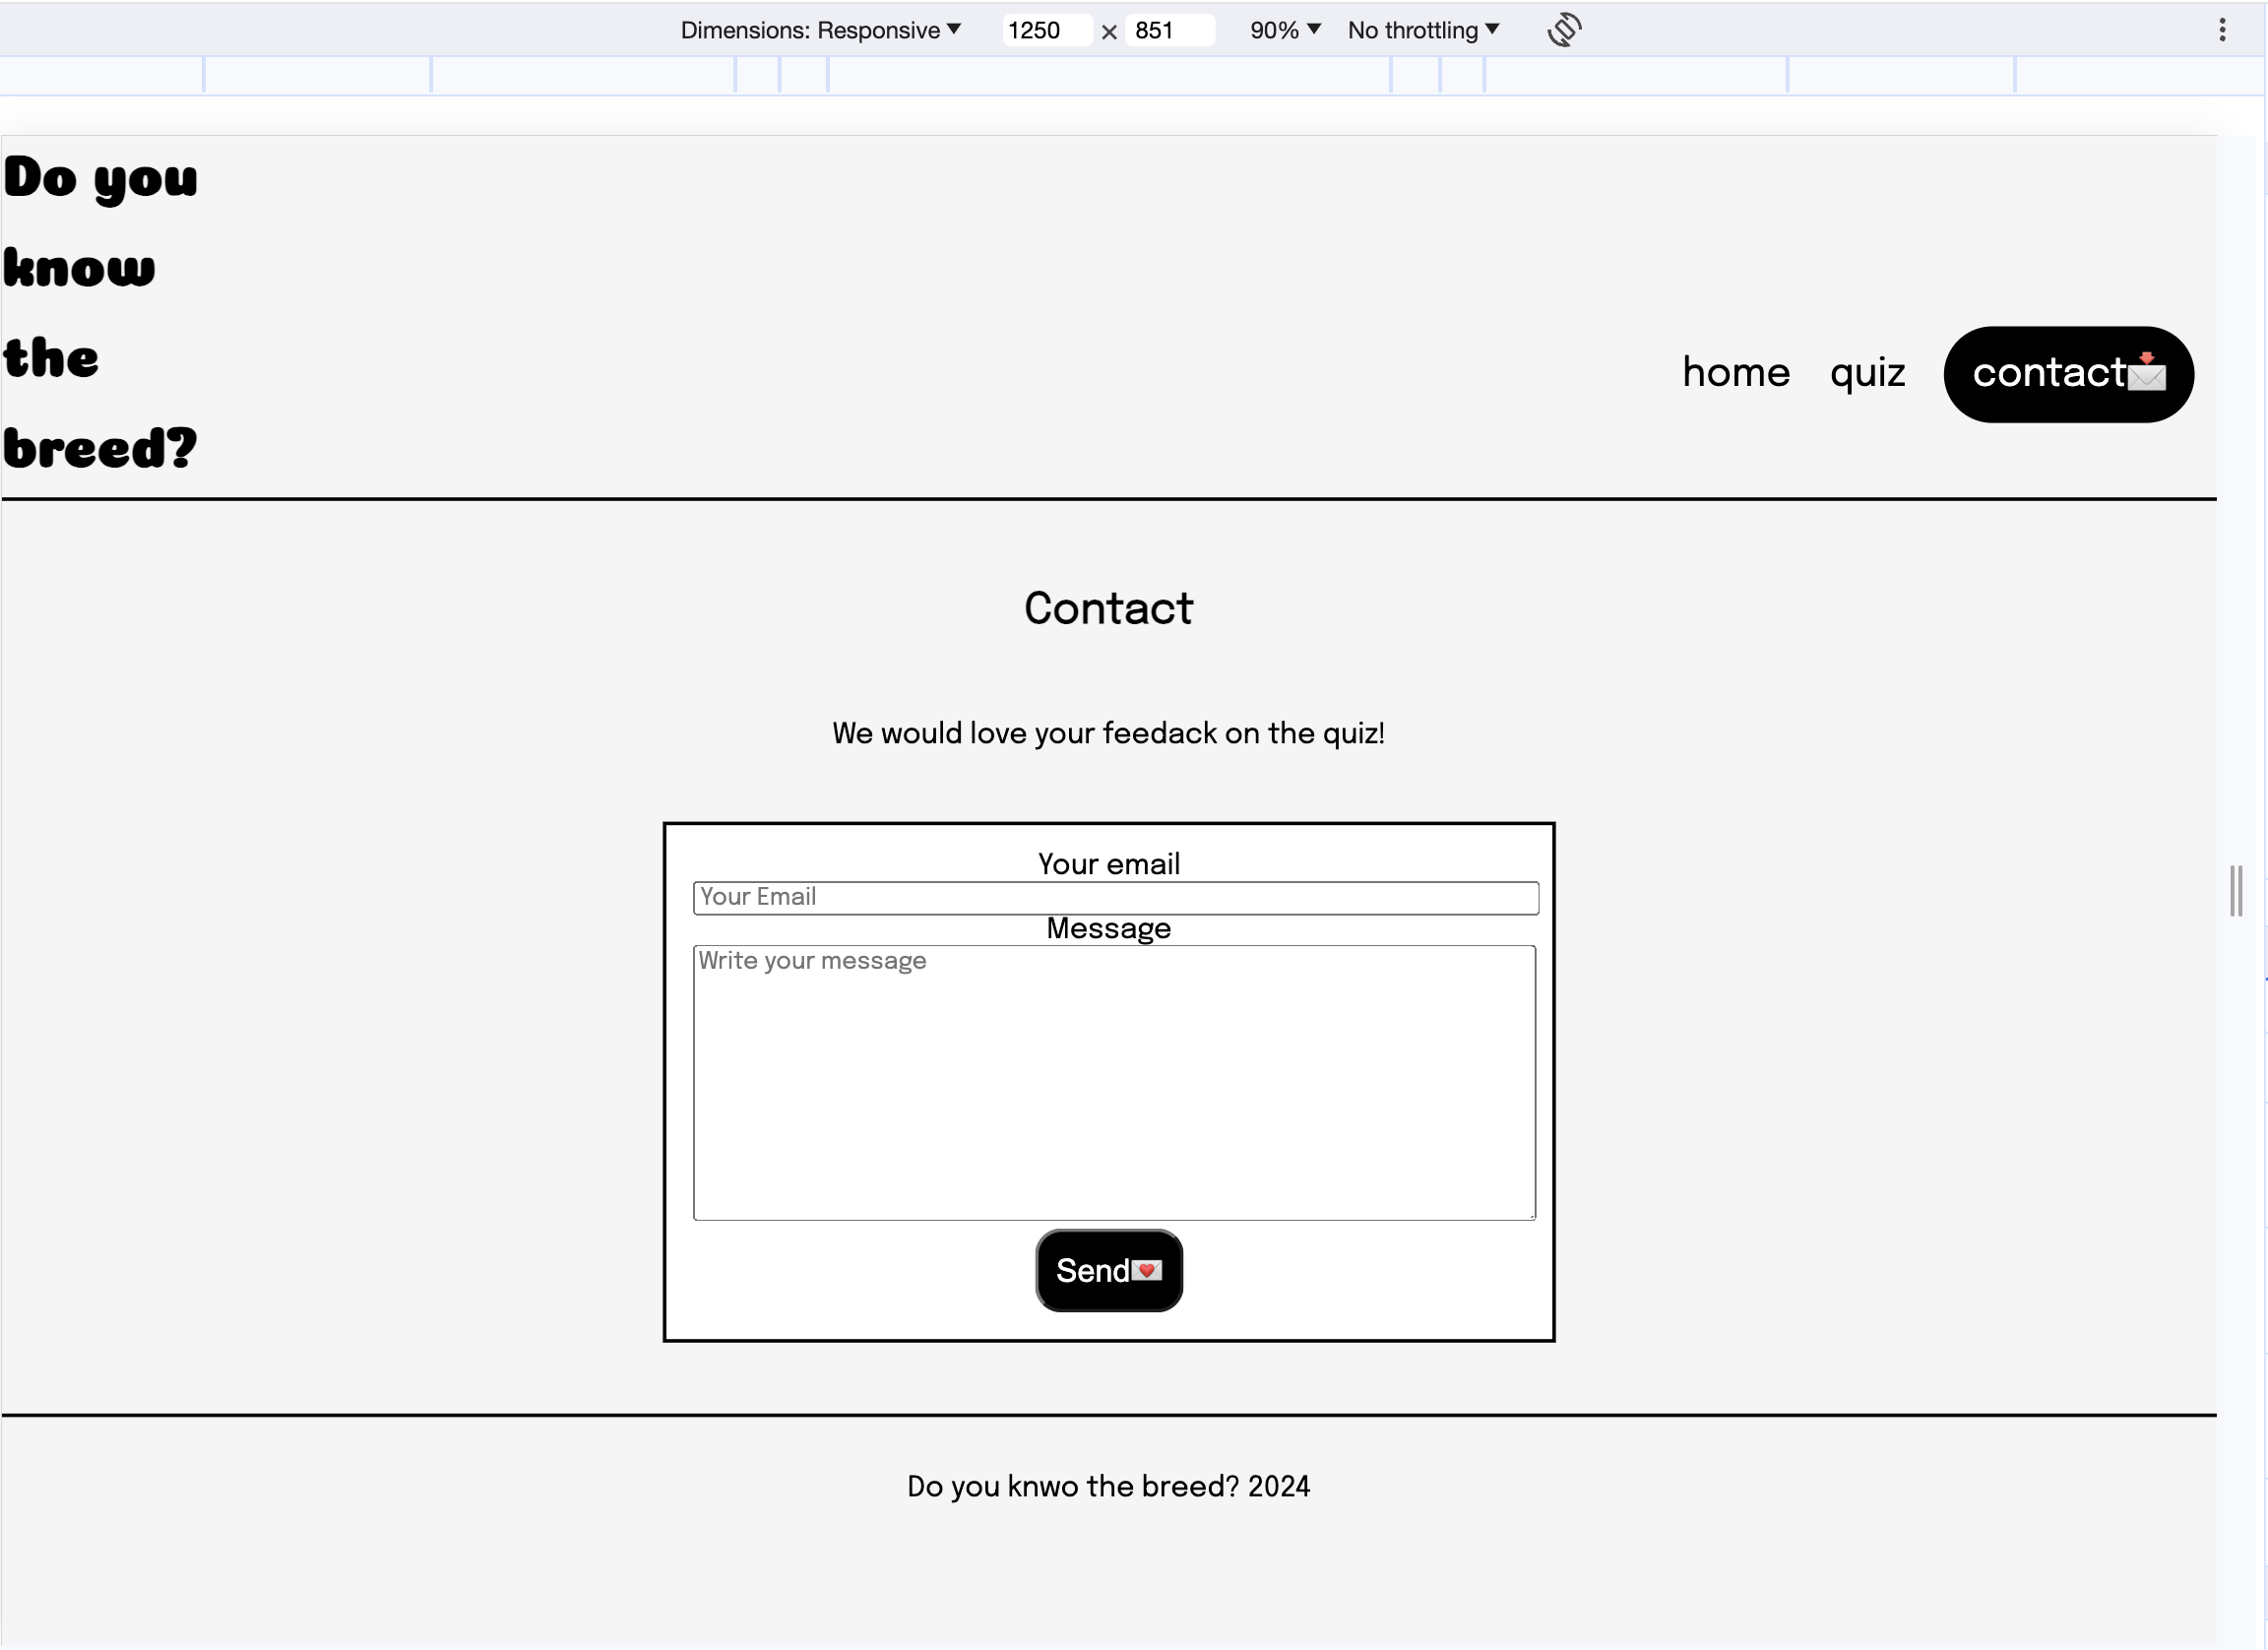 Dimensions: Responsive ▼ 1250 × 851 90% ▼ No throttling ▼
Do you
know
the
breed?
home quiz contact
Contact
We would love your feedack on the quiz!
Your email
Your Email
Message
Write your message
Send
Do you knwo the breed? 2024